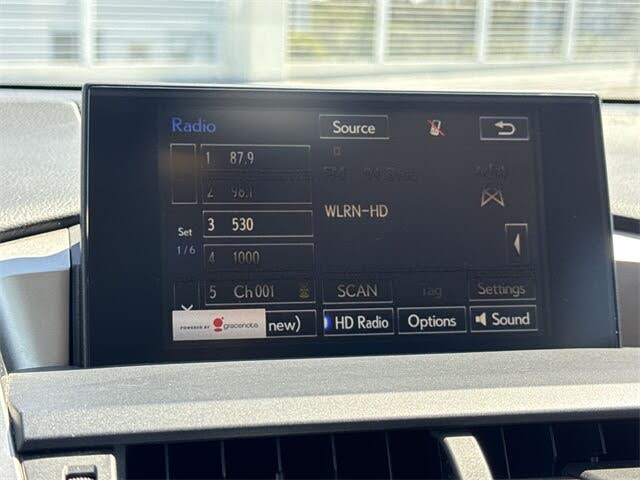 Radio
Source
1 87.9
2 98.1
3 530
4 1000
5 Ch001
Set
1/6
WLRN-HD
SCAN
Tag
Settings
POWERED BY gracenote.
new)
HD Radio
Options
Sound